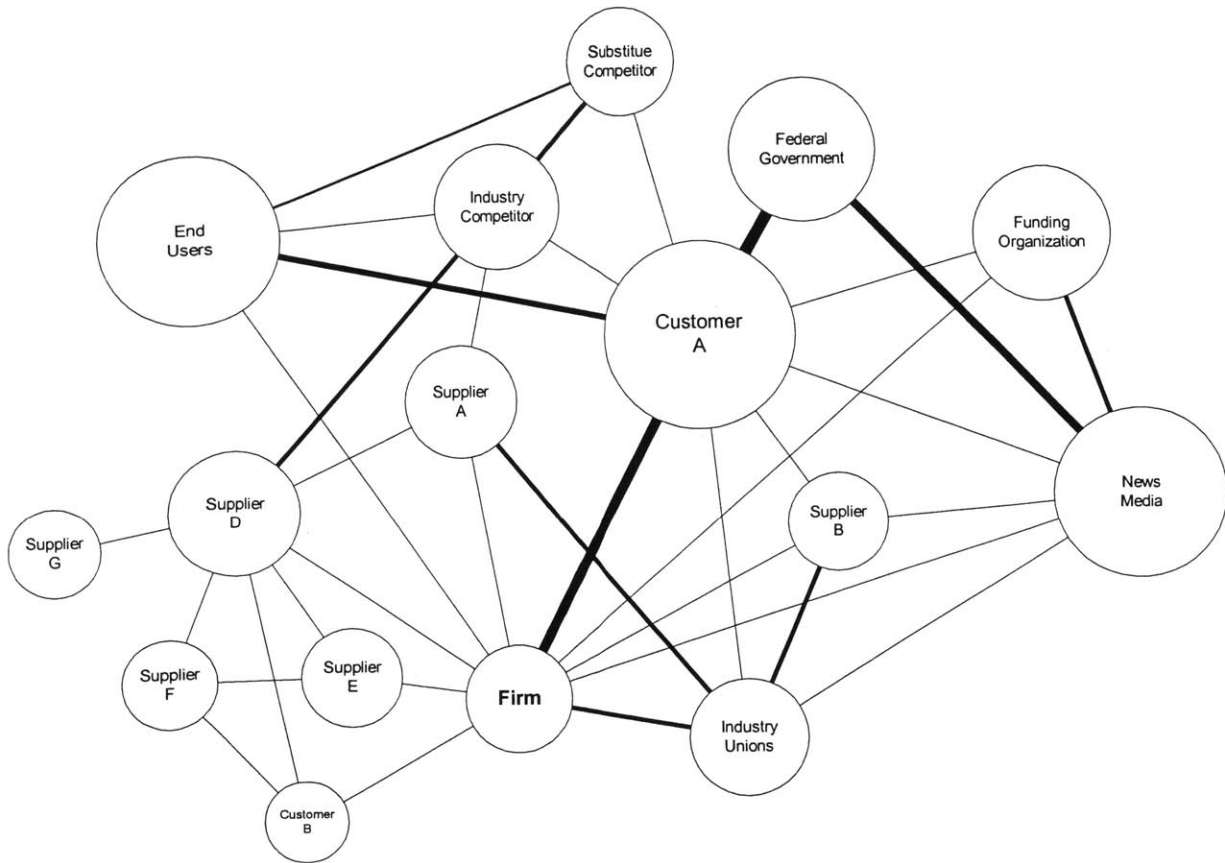 Substitue
Competitor
Federal
Government
Industry
Competitor
End
Users
Funding
Organization
Customer
A
Supplier
A
Supplier
D
News
Media
Supplier
B
Supplier
G
Supplier
F
Supplier
E
Firm
Industry
Unions
Customer
B